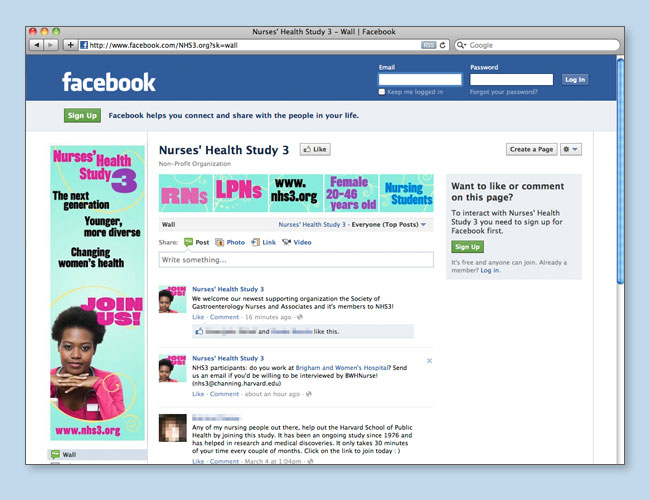 Nurses' Health Study 3 – Wall | Facebook
http://www.facebook.com/NHS3.org?sk=wall
RSS
Google
facebook
Email
Password
Log In
Keep me logged in
Forgot your password?
Sign Up
Facebook helps you connect and share with the people in your life.
Nurses' Health
Study 3
The next
generation
Younger,
more diverse
Changing
women's health
JOIN
US!
www.nhs3.org
Wall
Nurses' Health Study 3
Like
Non-Profit Organization
Create a Page
RNs
LPNs
www.
nhs3.org
Female
20-46
years old
Nursing
Students
Wall
Nurses' Health Study 3 · Everyone (Top Posts)
Share:
Post
Photo
Link
Video
Write something...
JOIN
US!
Nurses' Health Study 3
We welcome our newest supporting organization the Society of
Gastroenterology Nurses and Associates and it's members to NHS3!
Like · Comment · 16 minutes ago ·
and
like this.
JOIN
US!
Nurses' Health Study 3
NHS3 participants: do you work at Brigham and Women's Hospital? Send
us an email if you'd be willing to be interviewed by BWHNurse!
(nhs3@channing.harvard.edu)
Like · Comment · about an hour ago ·
Any of my nursing people out there, help out the Harvard School of Public
Health by joining this study. It has been an ongoing study since 1976 and
has helped in research and medical discoveries. It only takes 30 minutes
of your time every couple of months. Click on the link to join today : )
Like · Comment · March 4 at 1:04pm ·
Want to like or comment
on this page?
To interact with Nurses' Health
Study 3 you need to sign up for
Facebook first.
Sign Up
It's free and anyone can join. Already a
member? Log in.